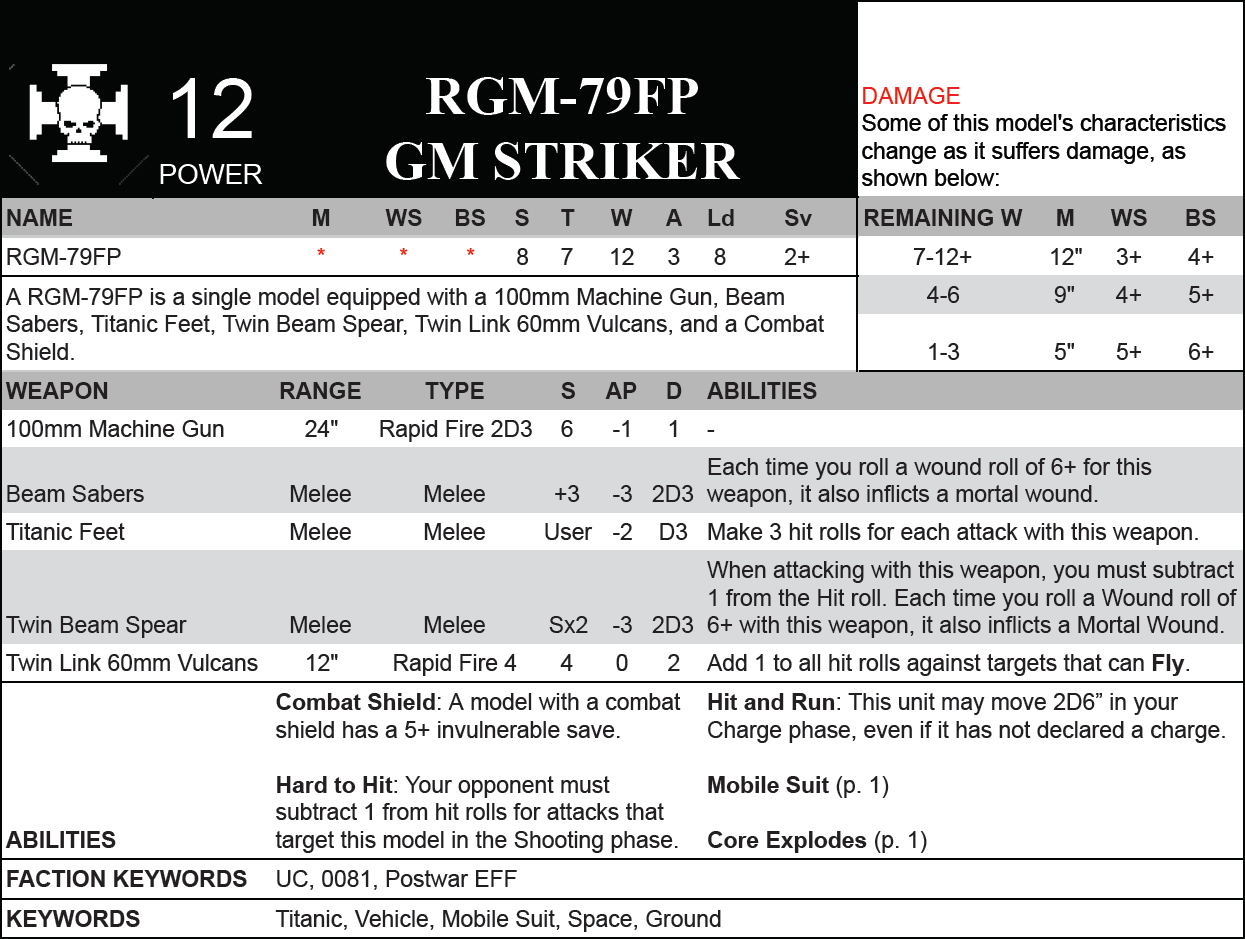 12
POWER
RGM-79FP
GM STRIKER
DAMAGE
Some of this model's characteristics
change as it suffers damage, as
shown below:
NAME M WS BS S T W A Ld Sv
RGM-79FP * * * 8 7 12 3 8 2+
A RGM-79FP is a single model equipped with a 100mm Machine Gun, Beam
Sabers, Titanic Feet, Twin Beam Spear, Twin Link 60mm Vulcans, and a Combat
Shield.
REMAINING W M WS BS
7-12+ 12" 3+ 4+
4-6 9" 4+ 5+
1-3 5" 5+ 6+
WEAPON RANGE TYPE S AP D ABILITIES
100mm Machine Gun 24" Rapid Fire 2D3 6 -1 1 -
Each time you roll a wound roll of 6+ for this
Beam Sabers Melee Melee +3 -3 2D3 weapon, it also inflicts a mortal wound.
Titanic Feet Melee Melee User -2 D3 Make 3 hit rolls for each attack with this weapon.
When attacking with this weapon, you must subtract
1 from the Hit roll. Each time you roll a Wound roll of
Twin Beam Spear Melee Melee Sx2 -3 2D3 6+ with this weapon, it also inflicts a Mortal Wound.
Twin Link 60mm Vulcans 12" Rapid Fire 4 4 0 2 Add 1 to all hit rolls against targets that can Fly.
ABILITIES
Combat Shield: A model with a combat
shield has a 5+ invulnerable save.
Hard to Hit: Your opponent must
subtract 1 from hit rolls for attacks that
target this model in the Shooting phase.
Hit and Run: This unit may move 2D6” in your
Charge phase, even if it has not declared a charge.
Mobile Suit (p. 1)
Core Explodes (p. 1)
FACTION KEYWORDS UC, 0081, Postwar EFF
KEYWORDS Titanic, Vehicle, Mobile Suit, Space, Ground